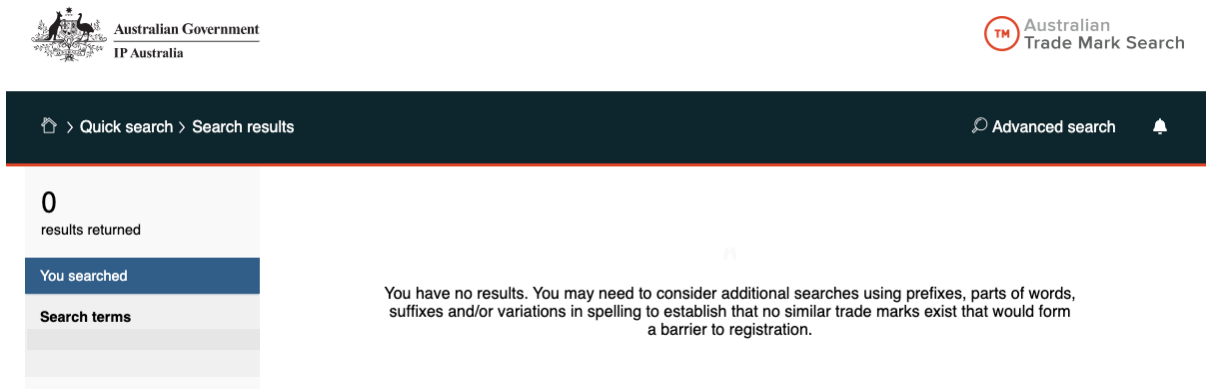 Australian Government
IP Australia
TM
Australian
Trade Mark Search
> Quick search > Search results
Advanced search
0
results returned
You searched
Search terms
You have no results. You may need to consider additional searches using prefixes, parts of words,
suffixes and/or variations in spelling to establish that no similar trade marks exist that would form
a barrier to registration.